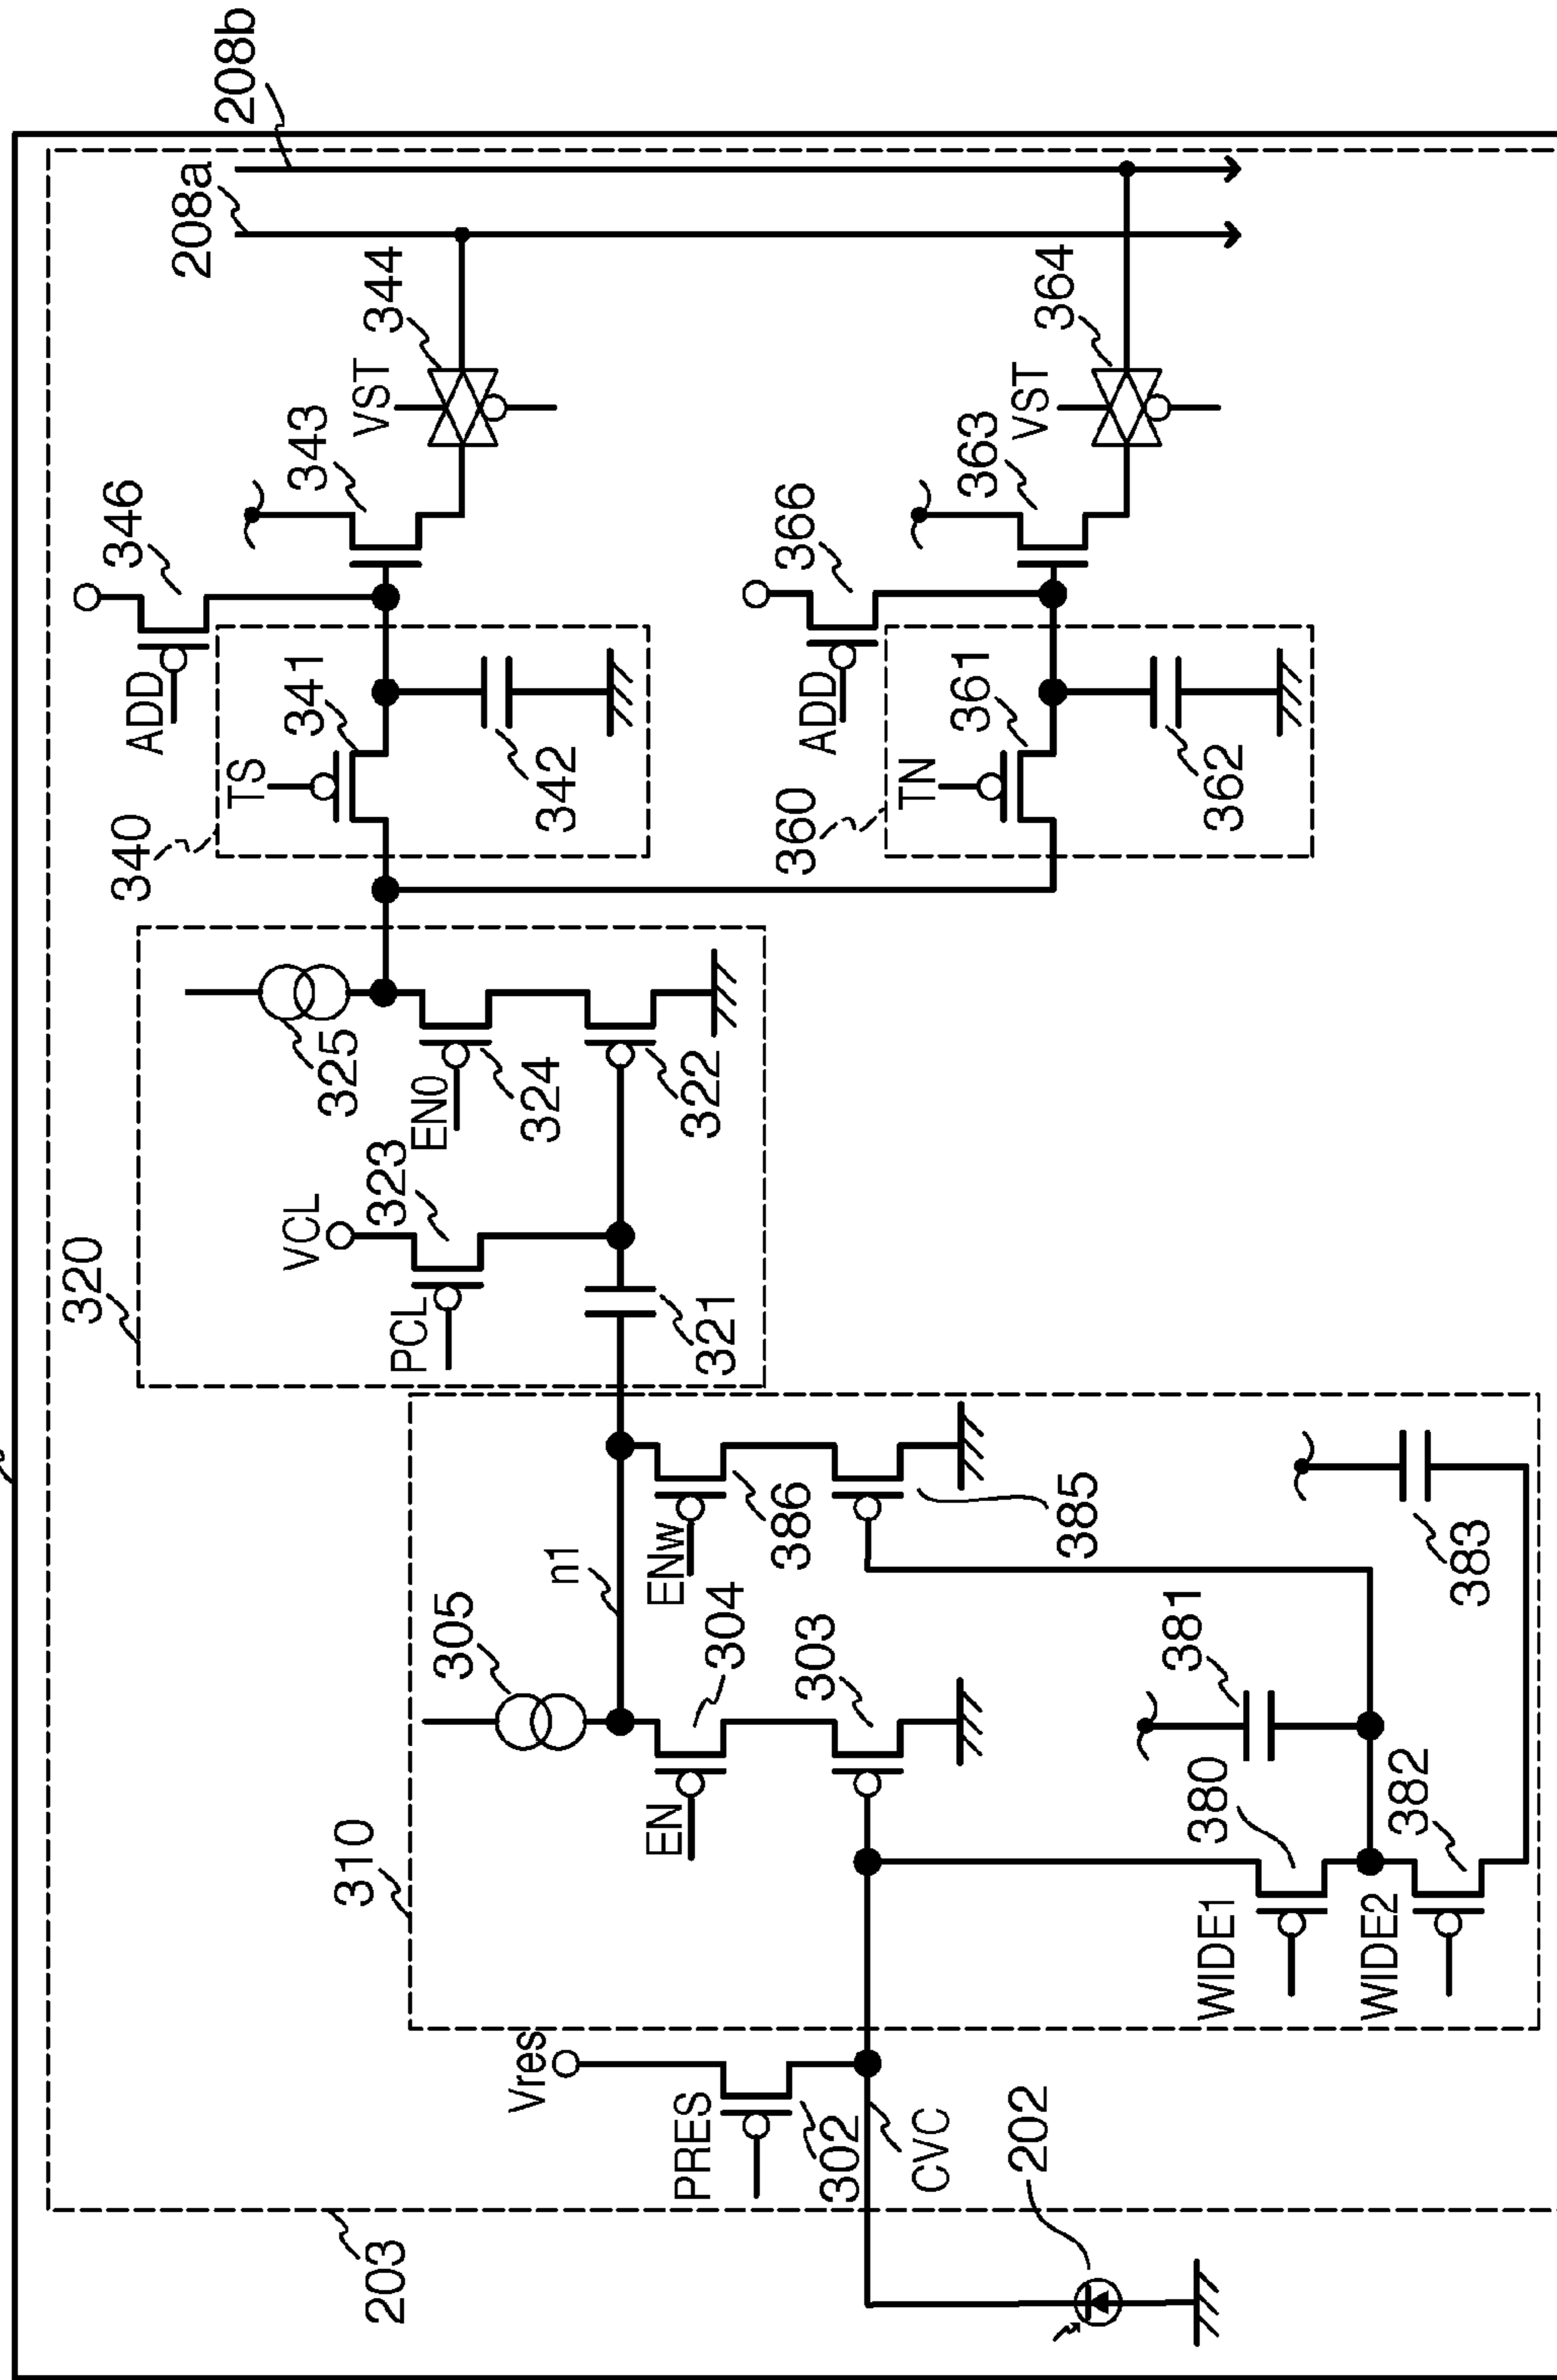 208b
208a
344
VST
343
346
ADD
341
TS
342
340
364
VST
363
366
ADD
361
TN
362
360
325
EN0
324
322
VCL
323
PCL
321
320
n1
305
ENw
386
385
304
EN
303
381
383
380
382
WIDE1
WIDE2
310
Vres
PRES
302
CVC
202
203